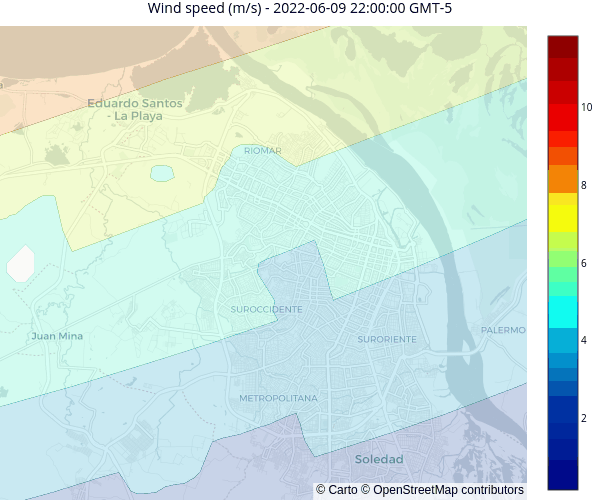 Wind speed (m/s) - 2022-06-09 22:00:00 GMT-5
Eduardo Santos
- La Playa
RIOMAR
SUROCCIDENTE
Juan Mina
SURORIENTE
PALERMO
METROPOLITANA
Soledad
© Carto © OpenStreetMap contributors
10
8
6
4
2